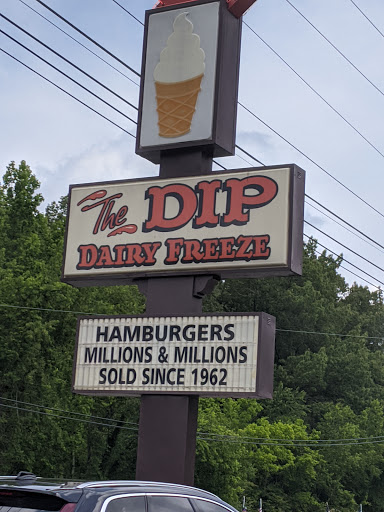 The DIP
DAIRY FREEZE
HAMBURGERS
MILLIONS & MILLIONS
SOLD SINCE 1962